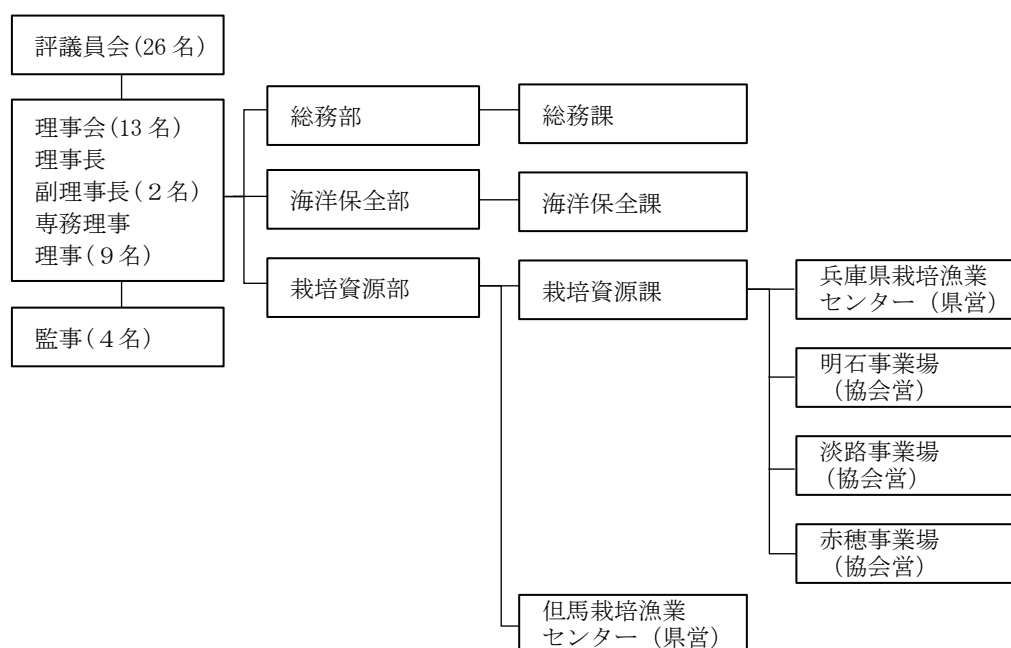 評議員会(26名)
理事会(13名)
理事長
副理事長(2名)
専務理事
理事(9名)
監事(4名)
総務部
総務課
海洋保全部
海洋保全課
栽培資源部
栽培資源課
兵庫県栽培漁業
センター（県営）
明石事業場
(協会営)
淡路事業場
(協会営)
赤穂事業場
(協会営)
但馬栽培漁業
センター（県営）